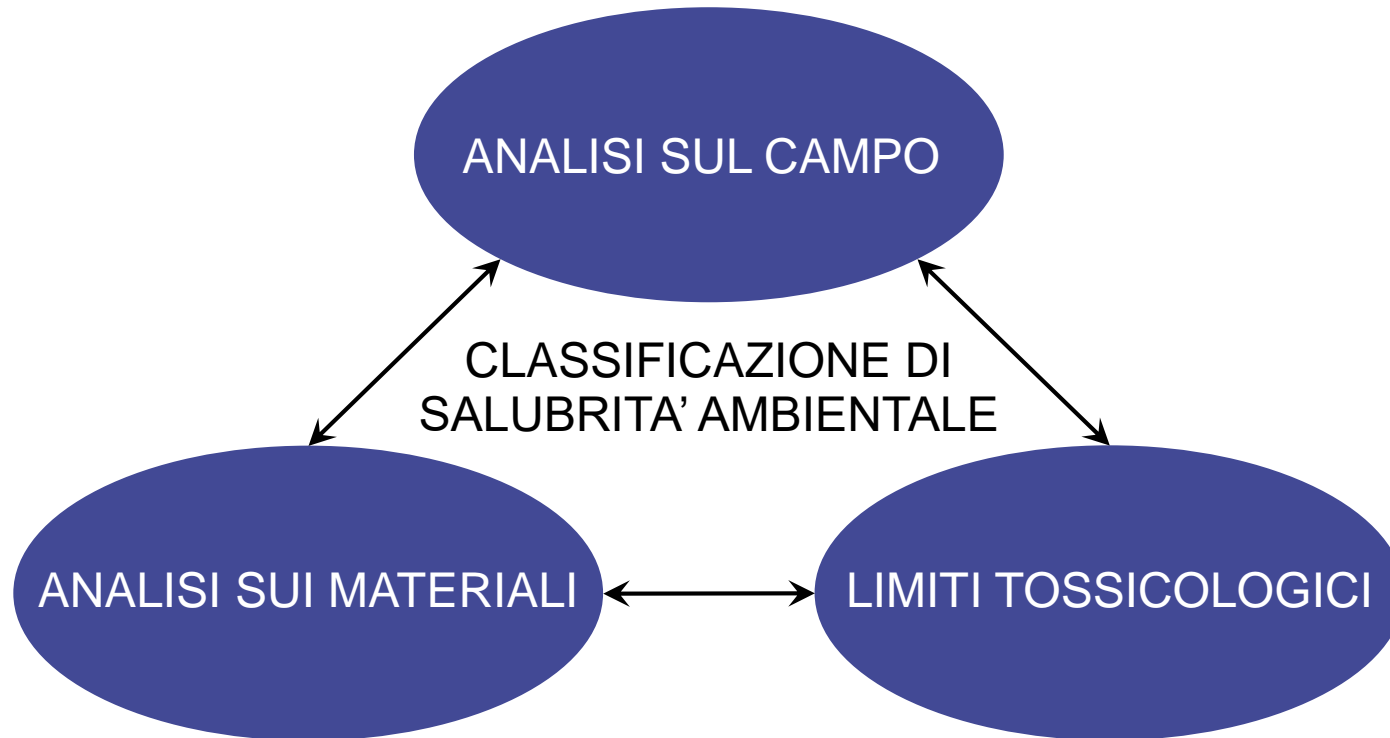 ANALISI SUL CAMPO
CLASSIFICAZIONE DI
SALUBRITA’ AMBIENTALE
ANALISI SUI MATERIALI
LIMITI TOSSICOLOGICI